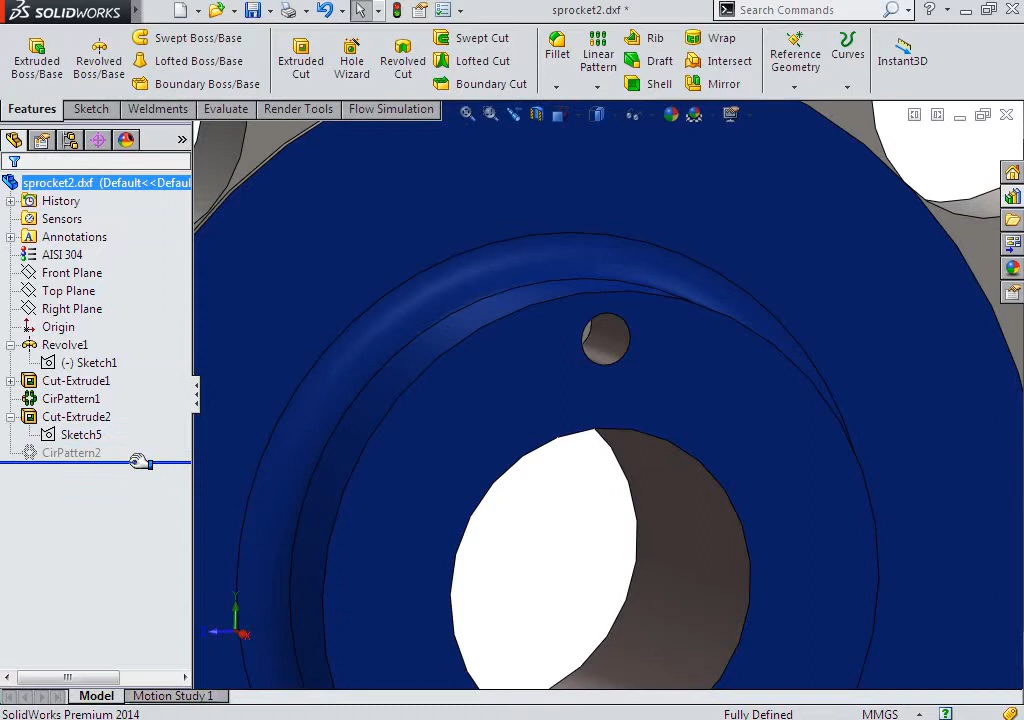 SOLIDWORKS
sprocket2.dxf *
Search Commands
?
Extruded Boss/Base
Revolved Boss/Base
Swept Boss/Base
Lofted Boss/Base
Boundary Boss/Base
Extruded Cut
Hole Wizard
Revolved Cut
Swept Cut
Lofted Cut
Boundary Cut
Fillet
Linear Pattern
Rib
Draft
Shell
Wrap
Intersect
Mirror
Reference Geometry
Curves
Instant3D
Features
Sketch
Weldments
Evaluate
Render Tools
Flow Simulation
»
sprocket2.dxf (Default<<Defaul
History
Sensors
Annotations
AISI 304
Front Plane
Top Plane
Right Plane
Origin
Revolve1
(-) Sketch1
Cut-Extrude1
CirPattern1
Cut-Extrude2
Sketch5
CirPattern2
Y
Model
Motion Study 1
SolidWorks Premium 2014
Fully Defined
MMGS
?